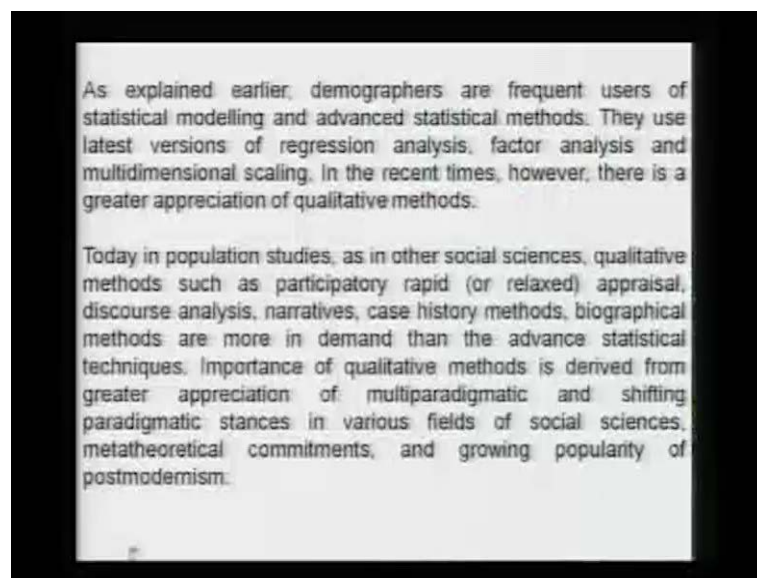 As explained earlier, demographers are frequent users of
statistical modelling and advanced statistical methods. They use
latest versions of regression analysis, factor analysis and
multidimensional scaling. In the recent times, however, there is a
greater appreciation of qualitative methods.
Today in population studies, as in other social sciences, qualitative
methods such as participatory rapid (or relaxed) appraisal,
discourse analysis, narratives, case history methods, biographical
methods are more in demand than the advance statistical
techniques. Importance of qualitative methods is derived from
greater appreciation of multiparadigmatic and shifting
paradigmatic stances in various fields of social sciences,
metatheoretical commitments, and growing popularity of
postmodernism.